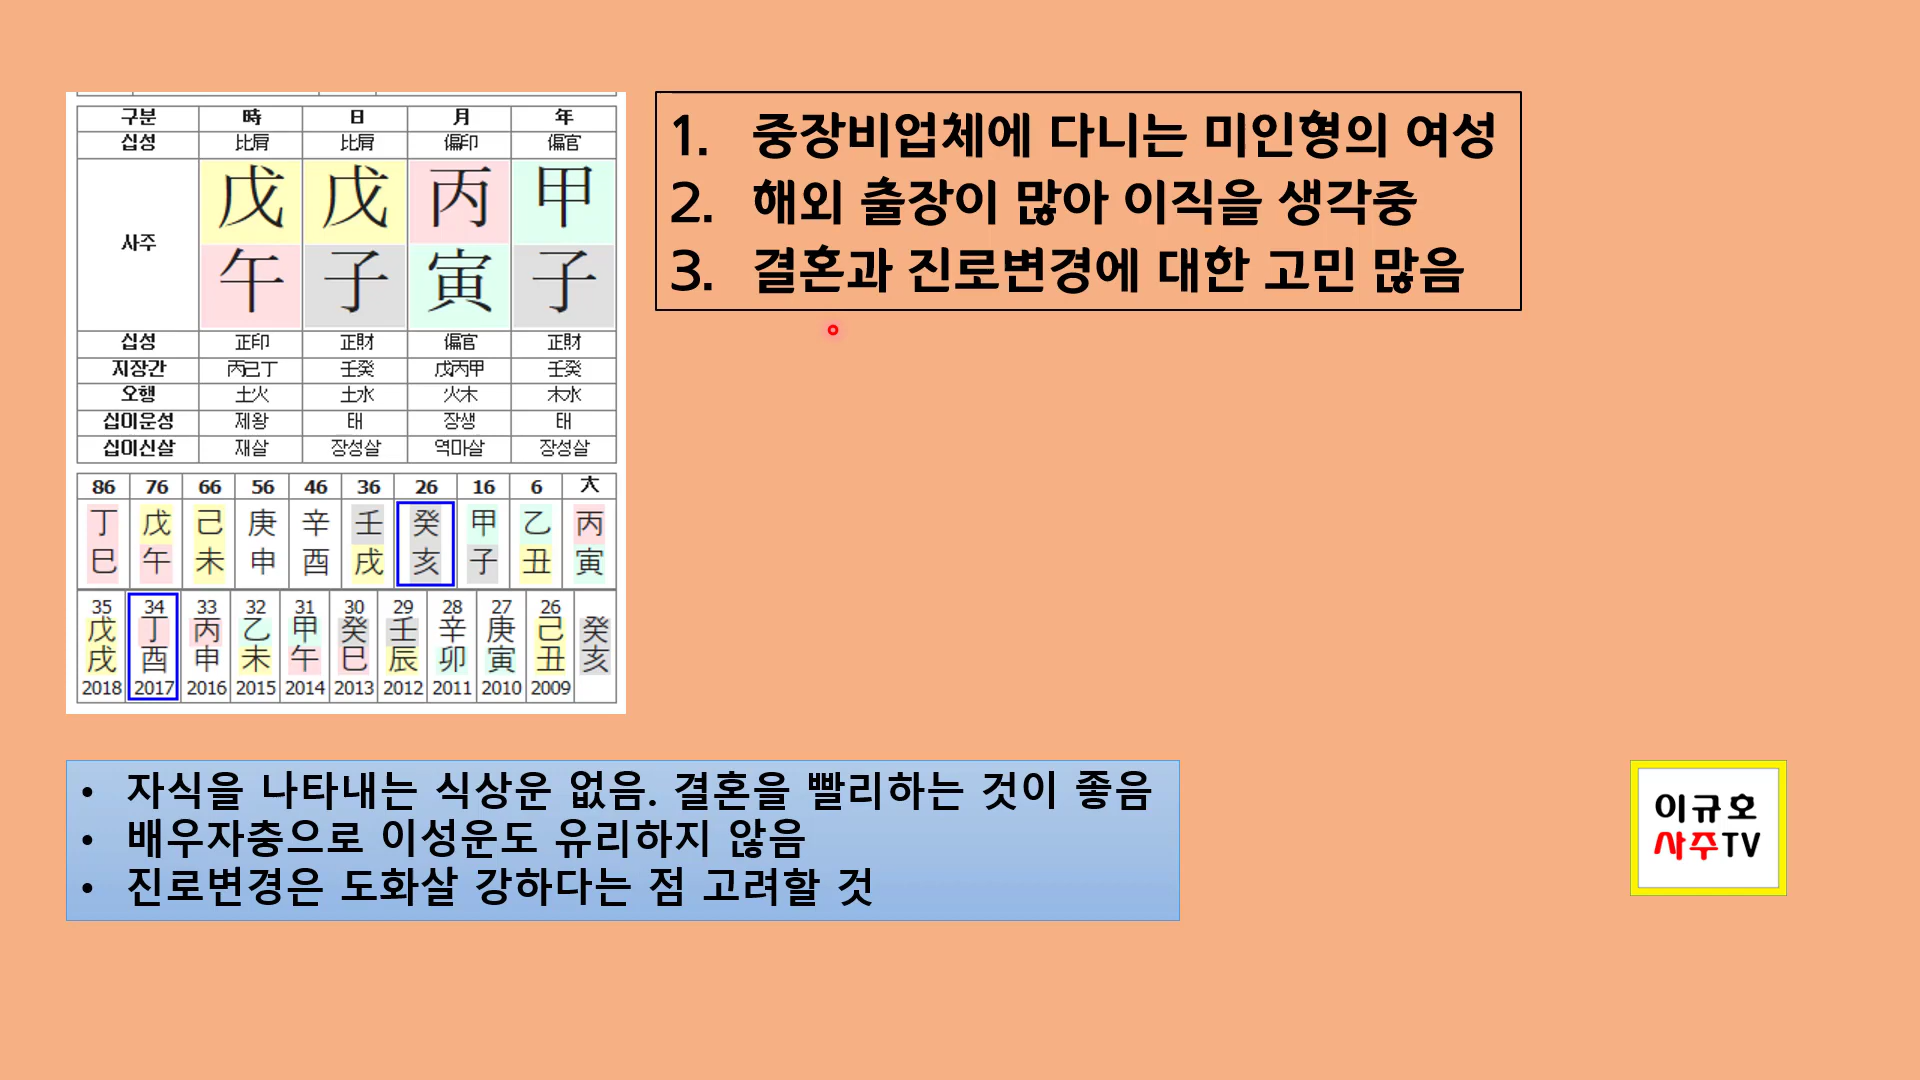 구분 時 日 月 年
십성 比肩 比肩 偏印 偏官
사주 戊 戊 丙 甲
午 子 寅 子
십성 正印 正財 偏官 正財
지장간 丙己丁 壬癸 戊丙甲 壬癸
오행 土火 土水 火木 木水
십이운성 제왕 태 장생 태
십이신살 재살 장성살 역마살 장성살
86 76 66 56 46 36 26 16 6 大
丁 戊 己 庚 辛 壬 癸 甲 乙 丙
巳 午 未 申 酉 戌 亥 子 丑 寅
35 34 33 32 31 30 29 28 27 26
戊 丁 丙 乙 甲 癸 壬 辛 庚 己 癸
戌 酉 申 未 午 巳 辰 卯 寅 丑 亥
2018 2017 2016 2015 2014 2013 2012 2011 2010 2009
1. 중장비업체에 다니는 미인형의 여성
2. 해외 출장이 많아 이직을 생각중
3. 결혼과 진로변경에 대한 고민 많음
• 자식을 나타내는 식상운 없음. 결혼을 빨리하는 것이 좋음
• 배우자충으로 이성운도 유리하지 않음
• 진로변경은 도화살 강하다는 점 고려할 것
이규호
사주TV